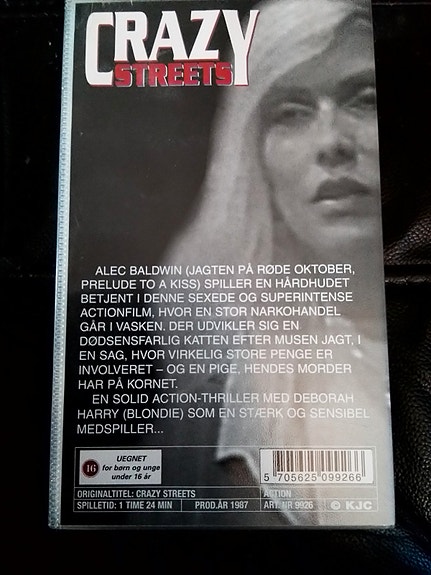 CRAZY
STREETS
ALEC BALDWIN (JAGTEN PÅ RØDE OKTOBER,
PRELUDE TO A KISS) SPILLER EN HÅRDHUDET
BETJENT I DENNE SEXEDE OG SUPERINTENSE
ACTIONFILM, HVOR EN STOR NARKOHANDEL
GÅR I VASKEN. DER UDVIKLER SIG EN
DØDSENSFARLIG KATTEN EFTER MUSEN JAGT, I
EN SAG, HVOR VIRKELIG STORE PENGE ER
INVOLVERET – OG EN PIGE, HENDES MORDER
HAR PÅ KORNET.
EN SOLID ACTION-THRILLER MED DEBORAH
HARRY (BLONDIE) SOM EN STÆRK OG SENSIBEL
MEDSPILLER...
16
UEGNET
for børn og unge
under 16 år
5 705625 099266
ORIGINALTITEL: CRAZY STREETS ACTION
SPILLETID: 1 TIME 24 MIN PROD.ÅR 1987 ART. NR 9926 © KJC